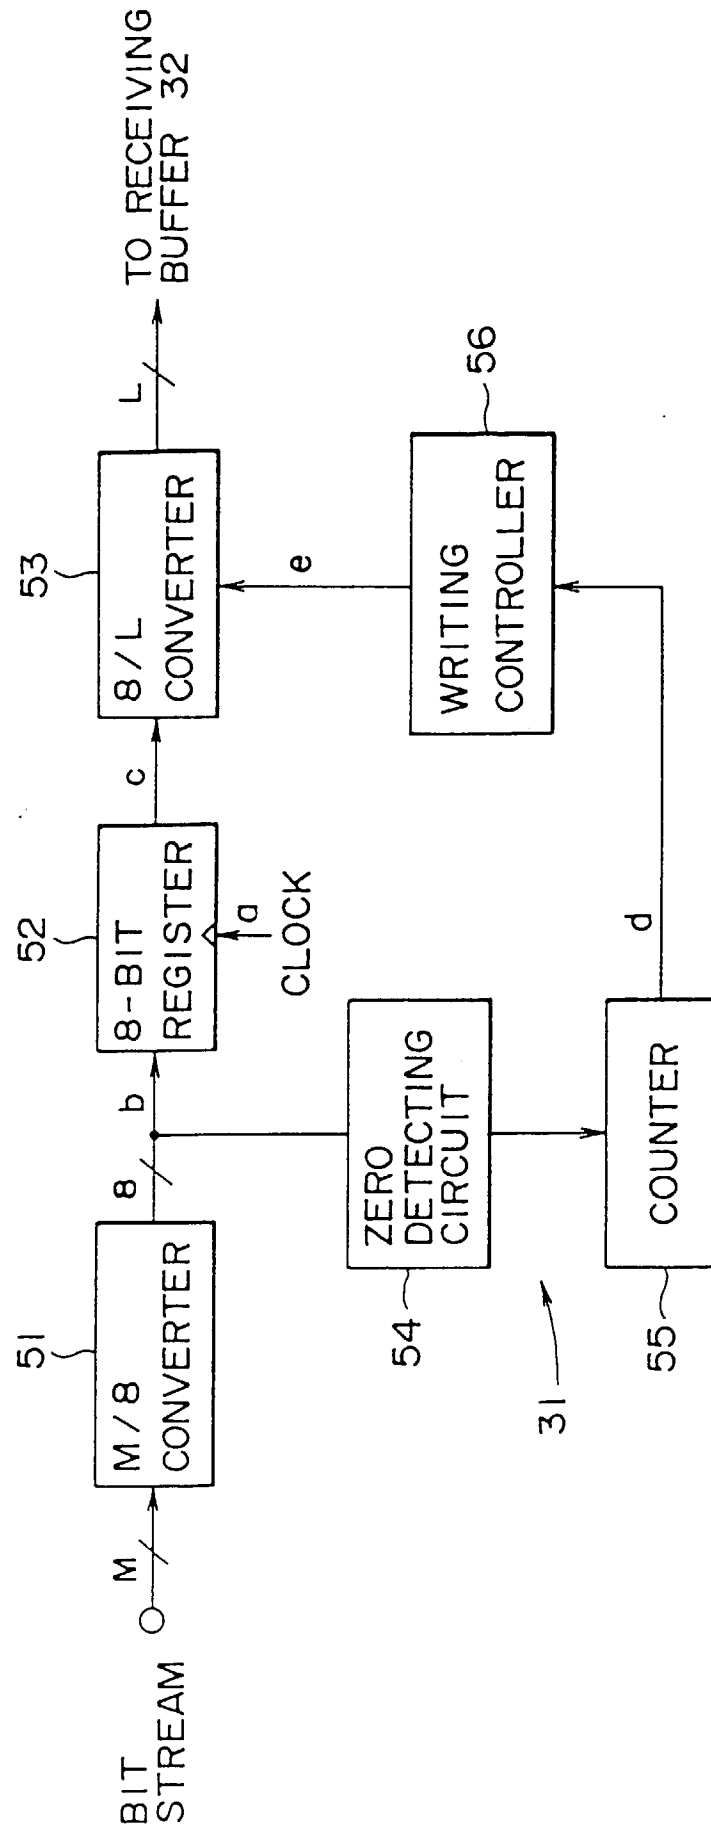 BIT
STREAM
M
51
M/8
CONVERTER
8
b
52
8-BIT
REGISTER
a
CLOCK
c
53
8/L
CONVERTER
L
TO RECEIVING
BUFFER 32
54
ZERO
DETECTING
CIRCUIT
e
56
WRITING
CONTROLLER
31
55
COUNTER
d